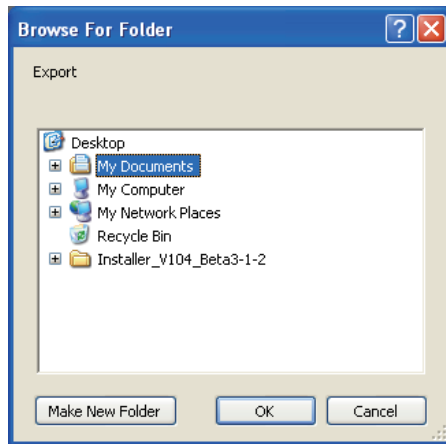 Browse For Folder
Export
Desktop
My Documents
My Computer
My Network Places
Recycle Bin
Installer_V104_Beta3-1-2
Make New Folder
OK
Cancel